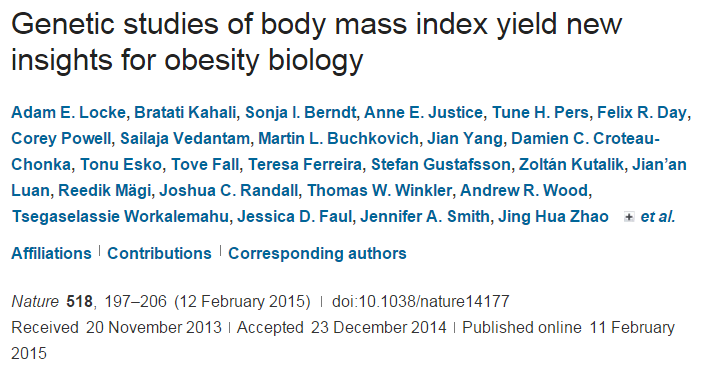 Genetic studies of body mass index yield new
insights for obesity biology
Adam E. Locke, Bratati Kahali, Sonja I. Berndt, Anne E. Justice, Tune H. Pers, Felix R. Day,
Corey Powell, Sailaja Vedantam, Martin L. Buchkovich, Jian Yang, Damien C. Croteau-
Chonka, Tonu Esko, Tove Fall, Teresa Ferreira, Stefan Gustafsson, Zoltán Kutalik, Jian’an
Luan, Reedik Mägi, Joshua C. Randall, Thomas W. Winkler, Andrew R. Wood,
Tsegaselassie Workalemahu, Jessica D. Faul, Jennifer A. Smith, Jing Hua Zhao + et al.
Affiliations | Contributions | Corresponding authors
Nature 518, 197–206 (12 February 2015) | doi:10.1038/nature14177
Received 20 November 2013 | Accepted 23 December 2014 | Published online 11 February
2015